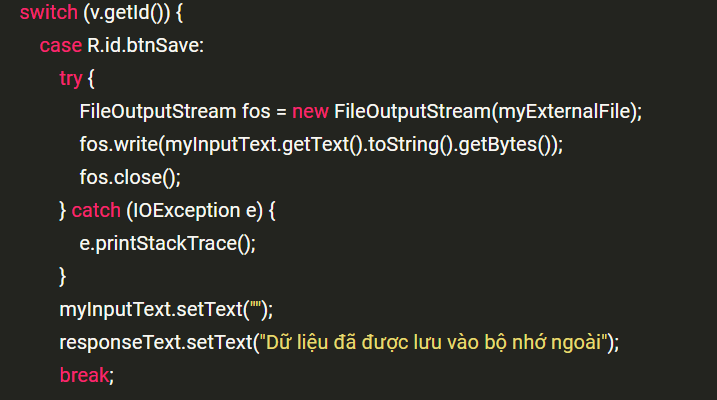 switch (v.getId()) {
case R.id.btnSave:
try {
FileOutputStream fos = new FileOutputStream(myExternalFile);
fos.write(myInputText.getText().toString().getBytes());
fos.close();
} catch (IOException e) {
e.printStackTrace();
}
myInputText.setText("");
responseText.setText("Dữ liệu đã được lưu vào bộ nhớ ngoài");
break;